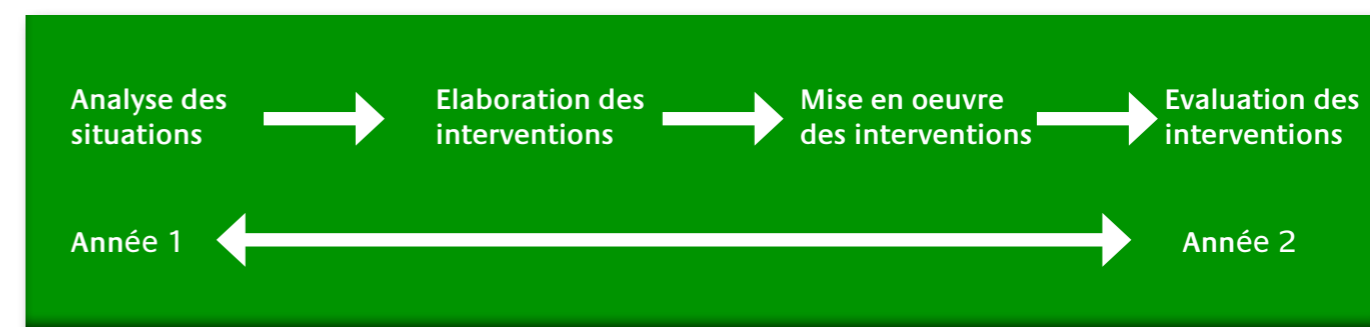 Analyse des
situations
Elaboration des
interventions
Mise en oeuvre
des interventions
Evaluation des
interventions
Année 1
Année 2